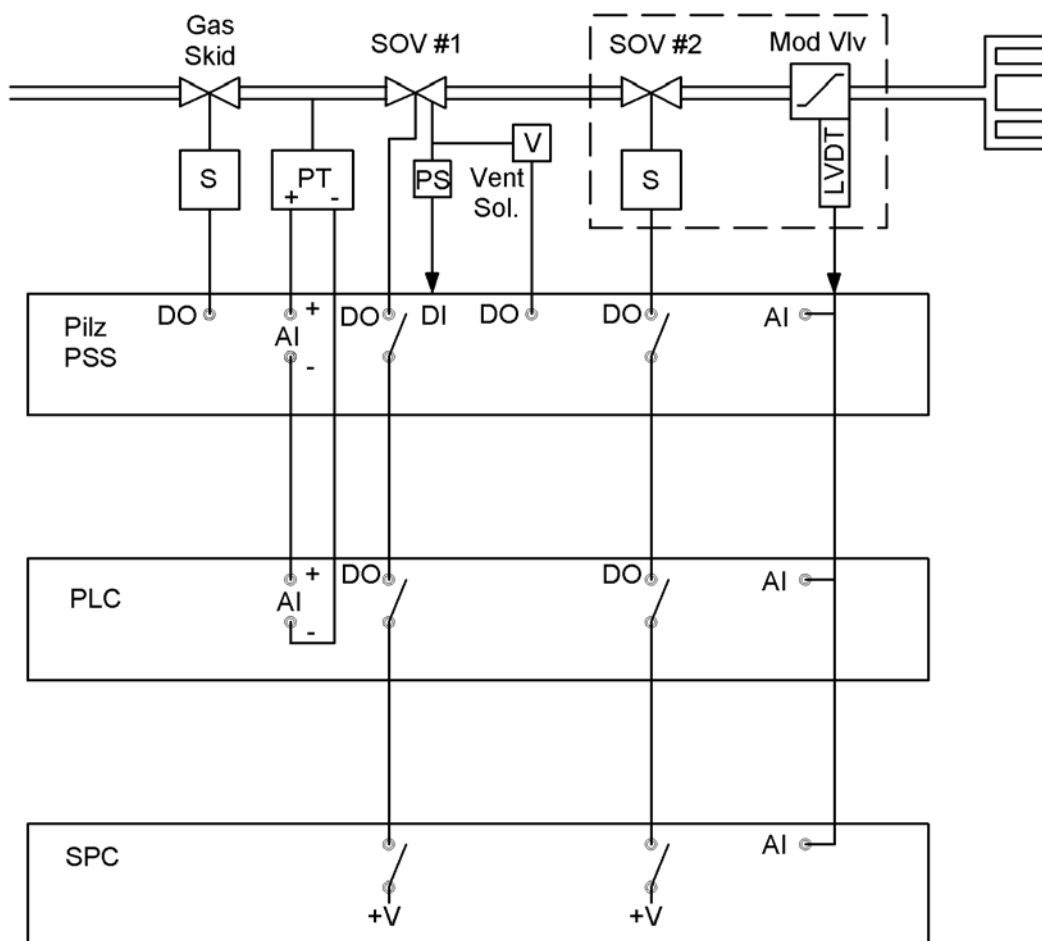 Gas
Skid
SOV #1
SOV #2
Mod Vlv
S
PT
+ -
PS
V
Vent
Sol.
S
LVDT
Pilz
PSS
DO
+
AI
-
DO
DI
DO
DO
AI
PLC
+
AI
-
DO
DO
AI
SPC
AI
+V
+V